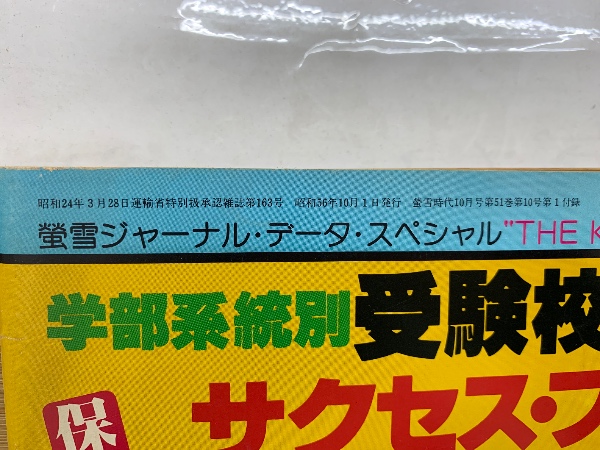 昭和24年3月28日運輸省特別扱承認雑誌第163号 昭和56年10月1日発行 螢雪時代10月号第51巻第10号第1付録
螢雪ジャーナル・データ・スペシャル"THE K
学部系統別受験校
サクセス・フ
保